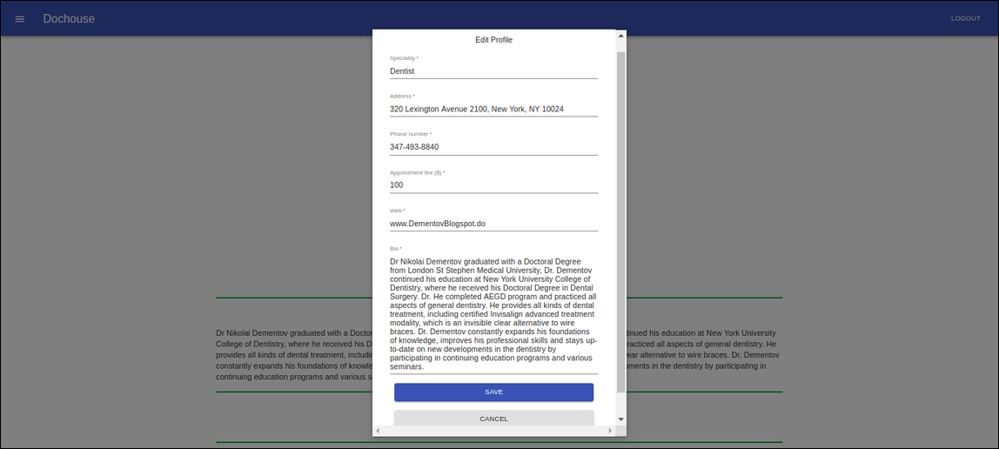 Dochouse
LOGOUT
Edit Profile
Speciality *
Dentist
Address *
320 Lexington Avenue 2100, New York, NY 10024
Phone number *
347-493-8840
Appointment fee ($) *
100
Web *
www.DementovBlogspot.do
Bio *
Dr Nikolai Dementov graduated with a Doctoral Degree
from London St Stephen Medical University, Dr. Dementov
continued his education at New York University College of
Dentistry, where he received his Doctoral Degree in Dental
Surgery. Dr. He completed AEGD program and practiced all
aspects of general dentistry. He provides all kinds of dental
treatment, including certified Invisalign advanced treatment
modality, which is an invisible clear alternative to wire
braces. Dr. Dementov constantly expands his foundations
of knowledge, improves his professional skills and stays up-
to-date on new developments in the dentistry by
participating in continuing education programs and various
seminars.
SAVE
CANCEL
Dr Nikolai Dementov graduated with a Doctor
College of Dentistry, where he received his D
provides all kinds of dental treatment, includin
constantly expands his foundations of knowle
continuing education programs and various s
tinued his education at New York University
racticed all aspects of general dentistry. He
ear alternative to wire braces. Dr. Dementov
pments in the dentistry by participating in